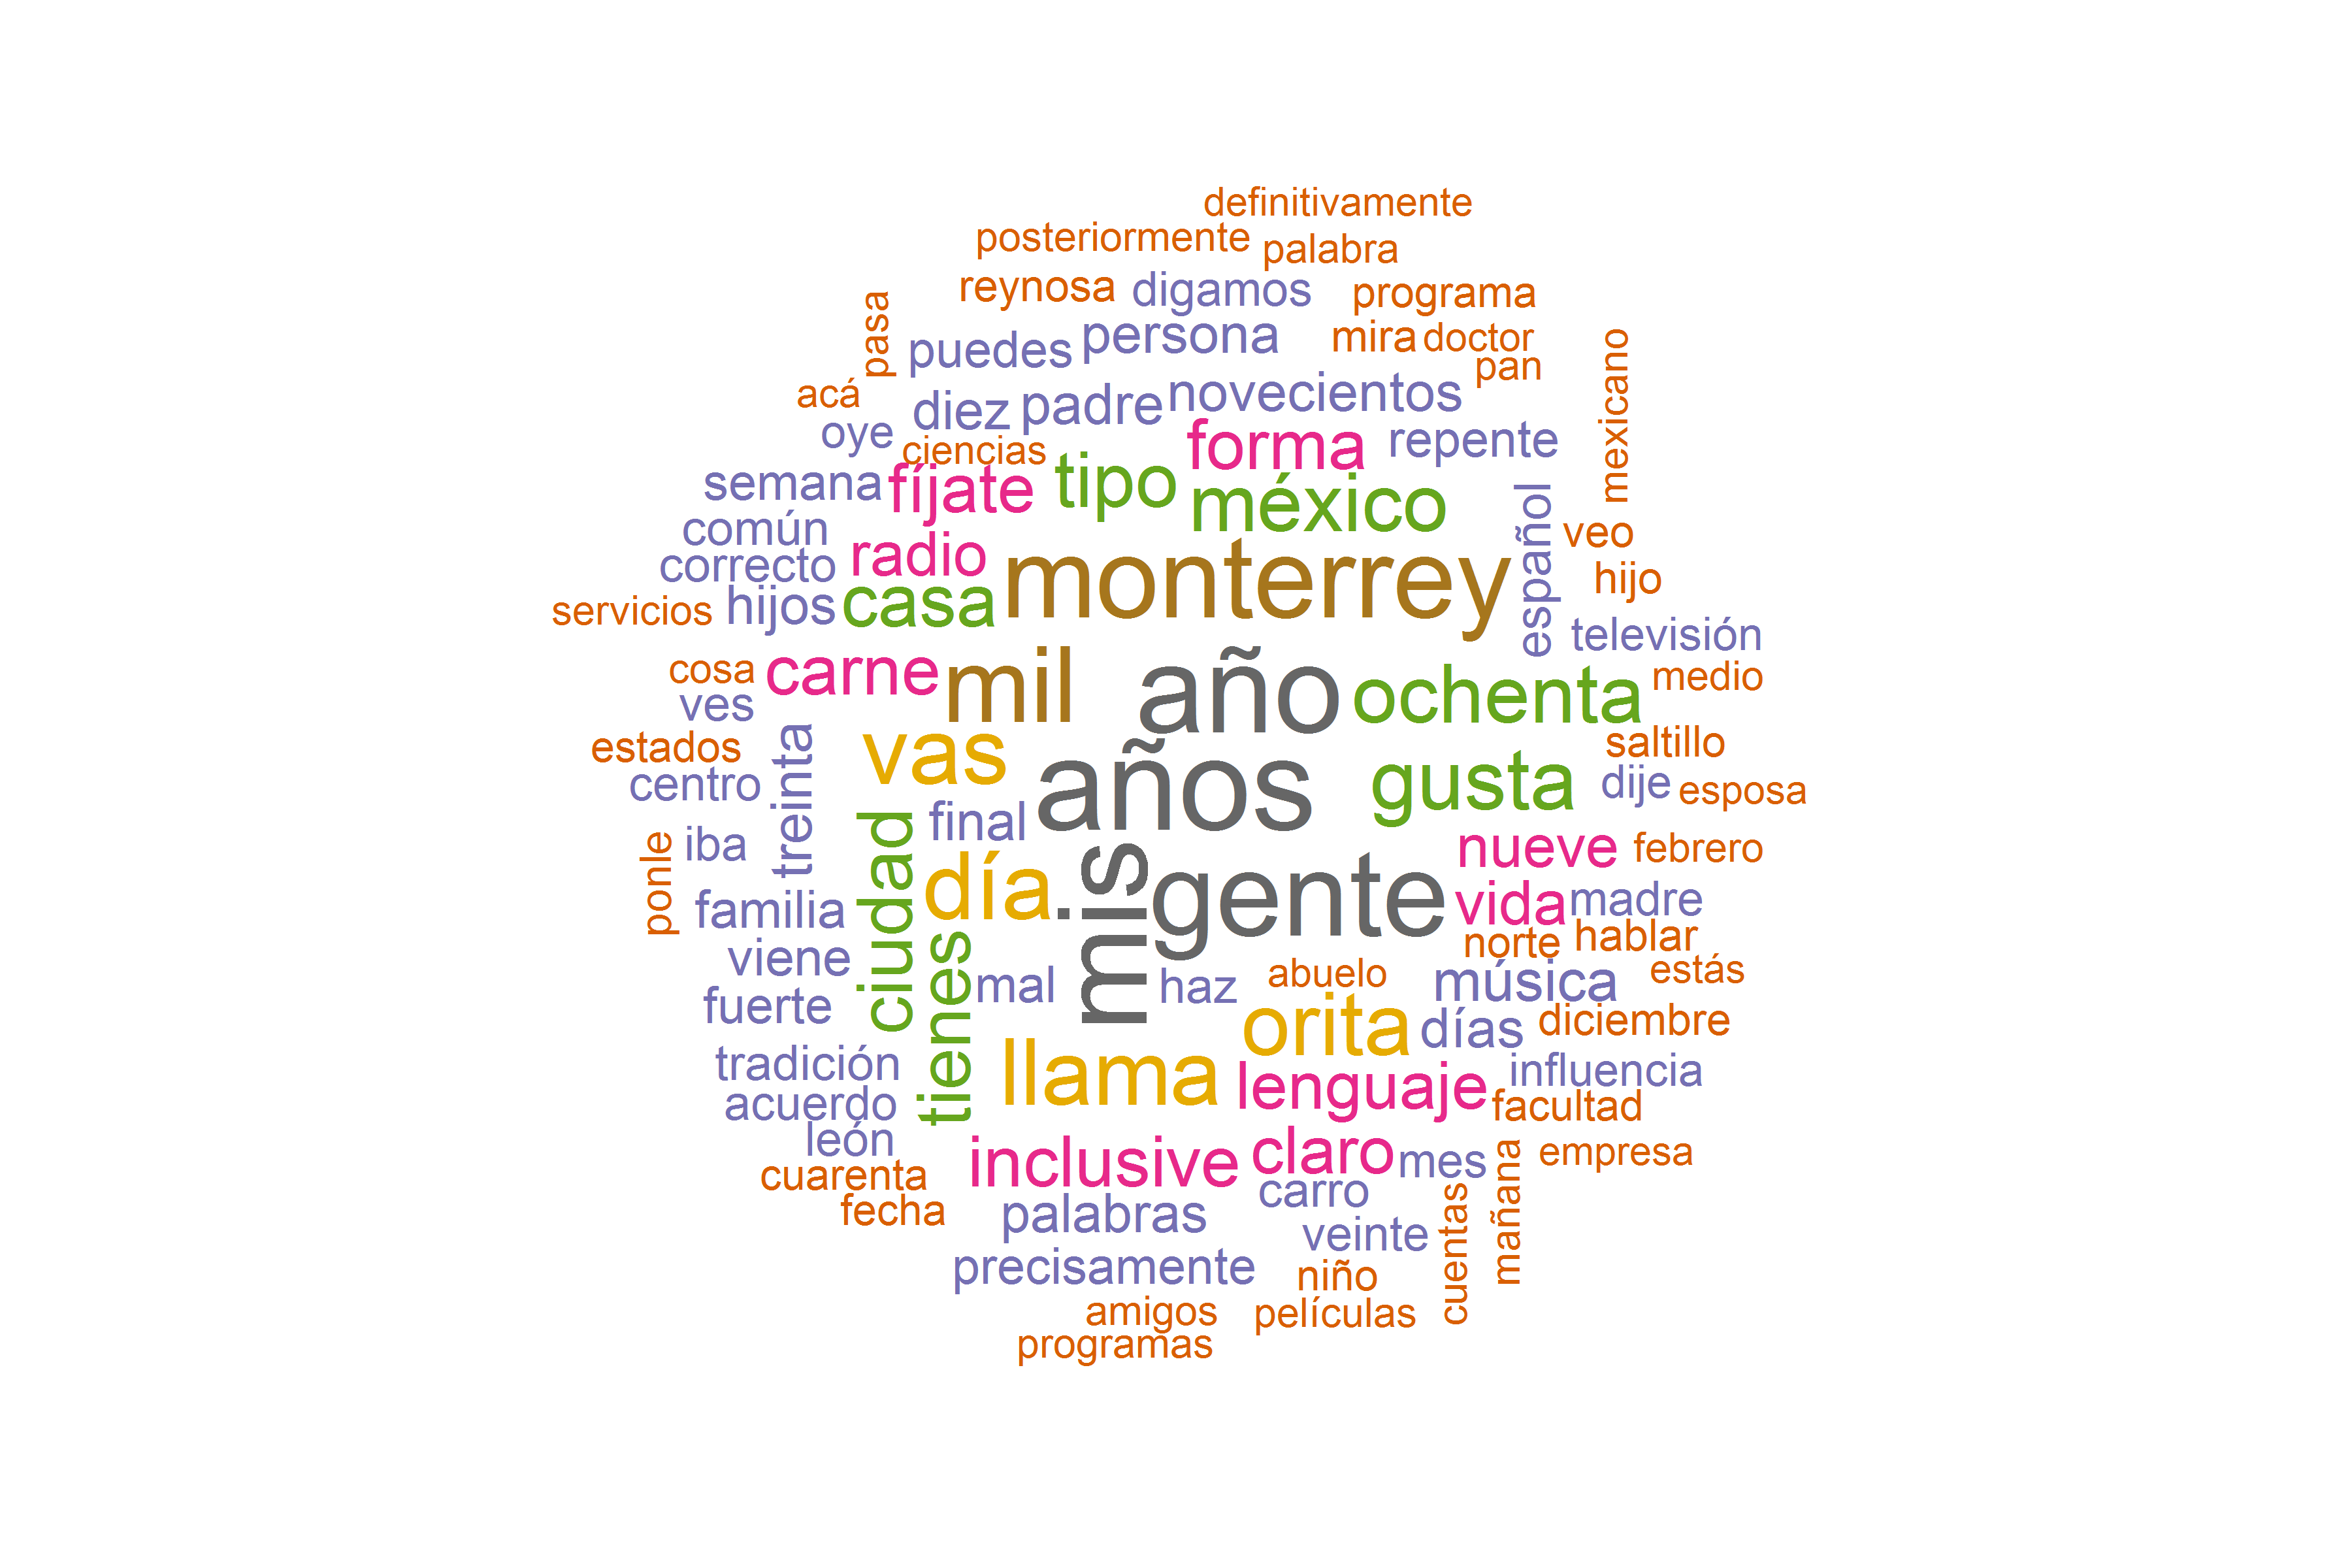 definitivamente
posteriormente
palabra
reynosa
digamos
programa
pasa
puedes
persona
mira
doctor
pan
mexicano
acá
diez
padre
novecientos
oye
ciencias
forma
repente
semana
fíjate
tipo
méxico
español
común
correcto
radio
monterrey
veo
hijo
servicios
hijos
casa
televisión
cosa
carne
mil
año
ochenta
medio
ves
estados
centro
treinta
vas
años
gusta
saltillo
dije
esposa
ponle
iba
ciudad
final
nueve
febrero
familia
día
mis
gente
vida
madre
viene
tienes
norte
hablar
fuerte
mal
haz
abuelo
música
estás
orita
días
diciembre
tradición
llama
lenguaje
influencia
acuerdo
facultad
león
inclusive
claro
mes
mañana
empresa
cuarenta
fecha
palabras
carro
cuentas
veinte
precisamente
niño
amigos
películas
programas